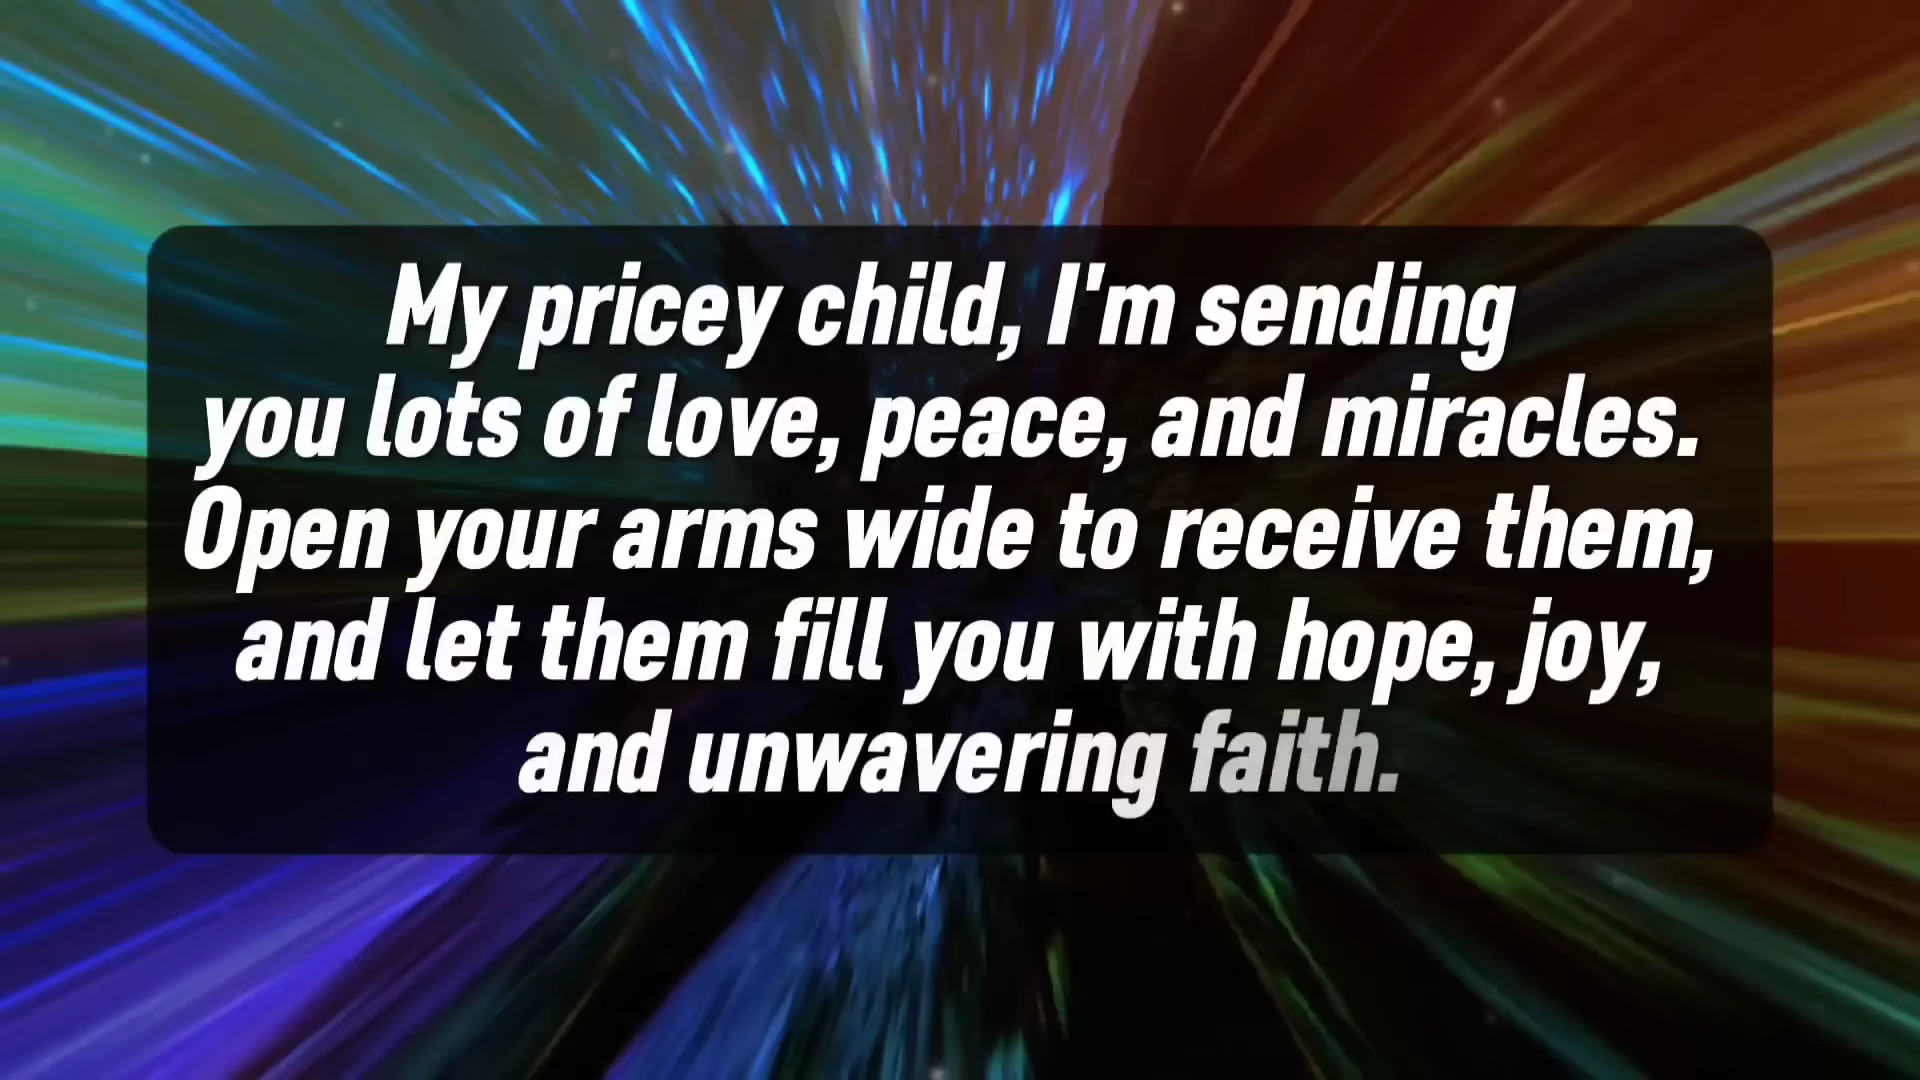 My pricey child, I'm sending
you lots of love, peace, and miracles.
Open your arms wide to receive them,
and let them fill you with hope, joy,
and unwavering faith.